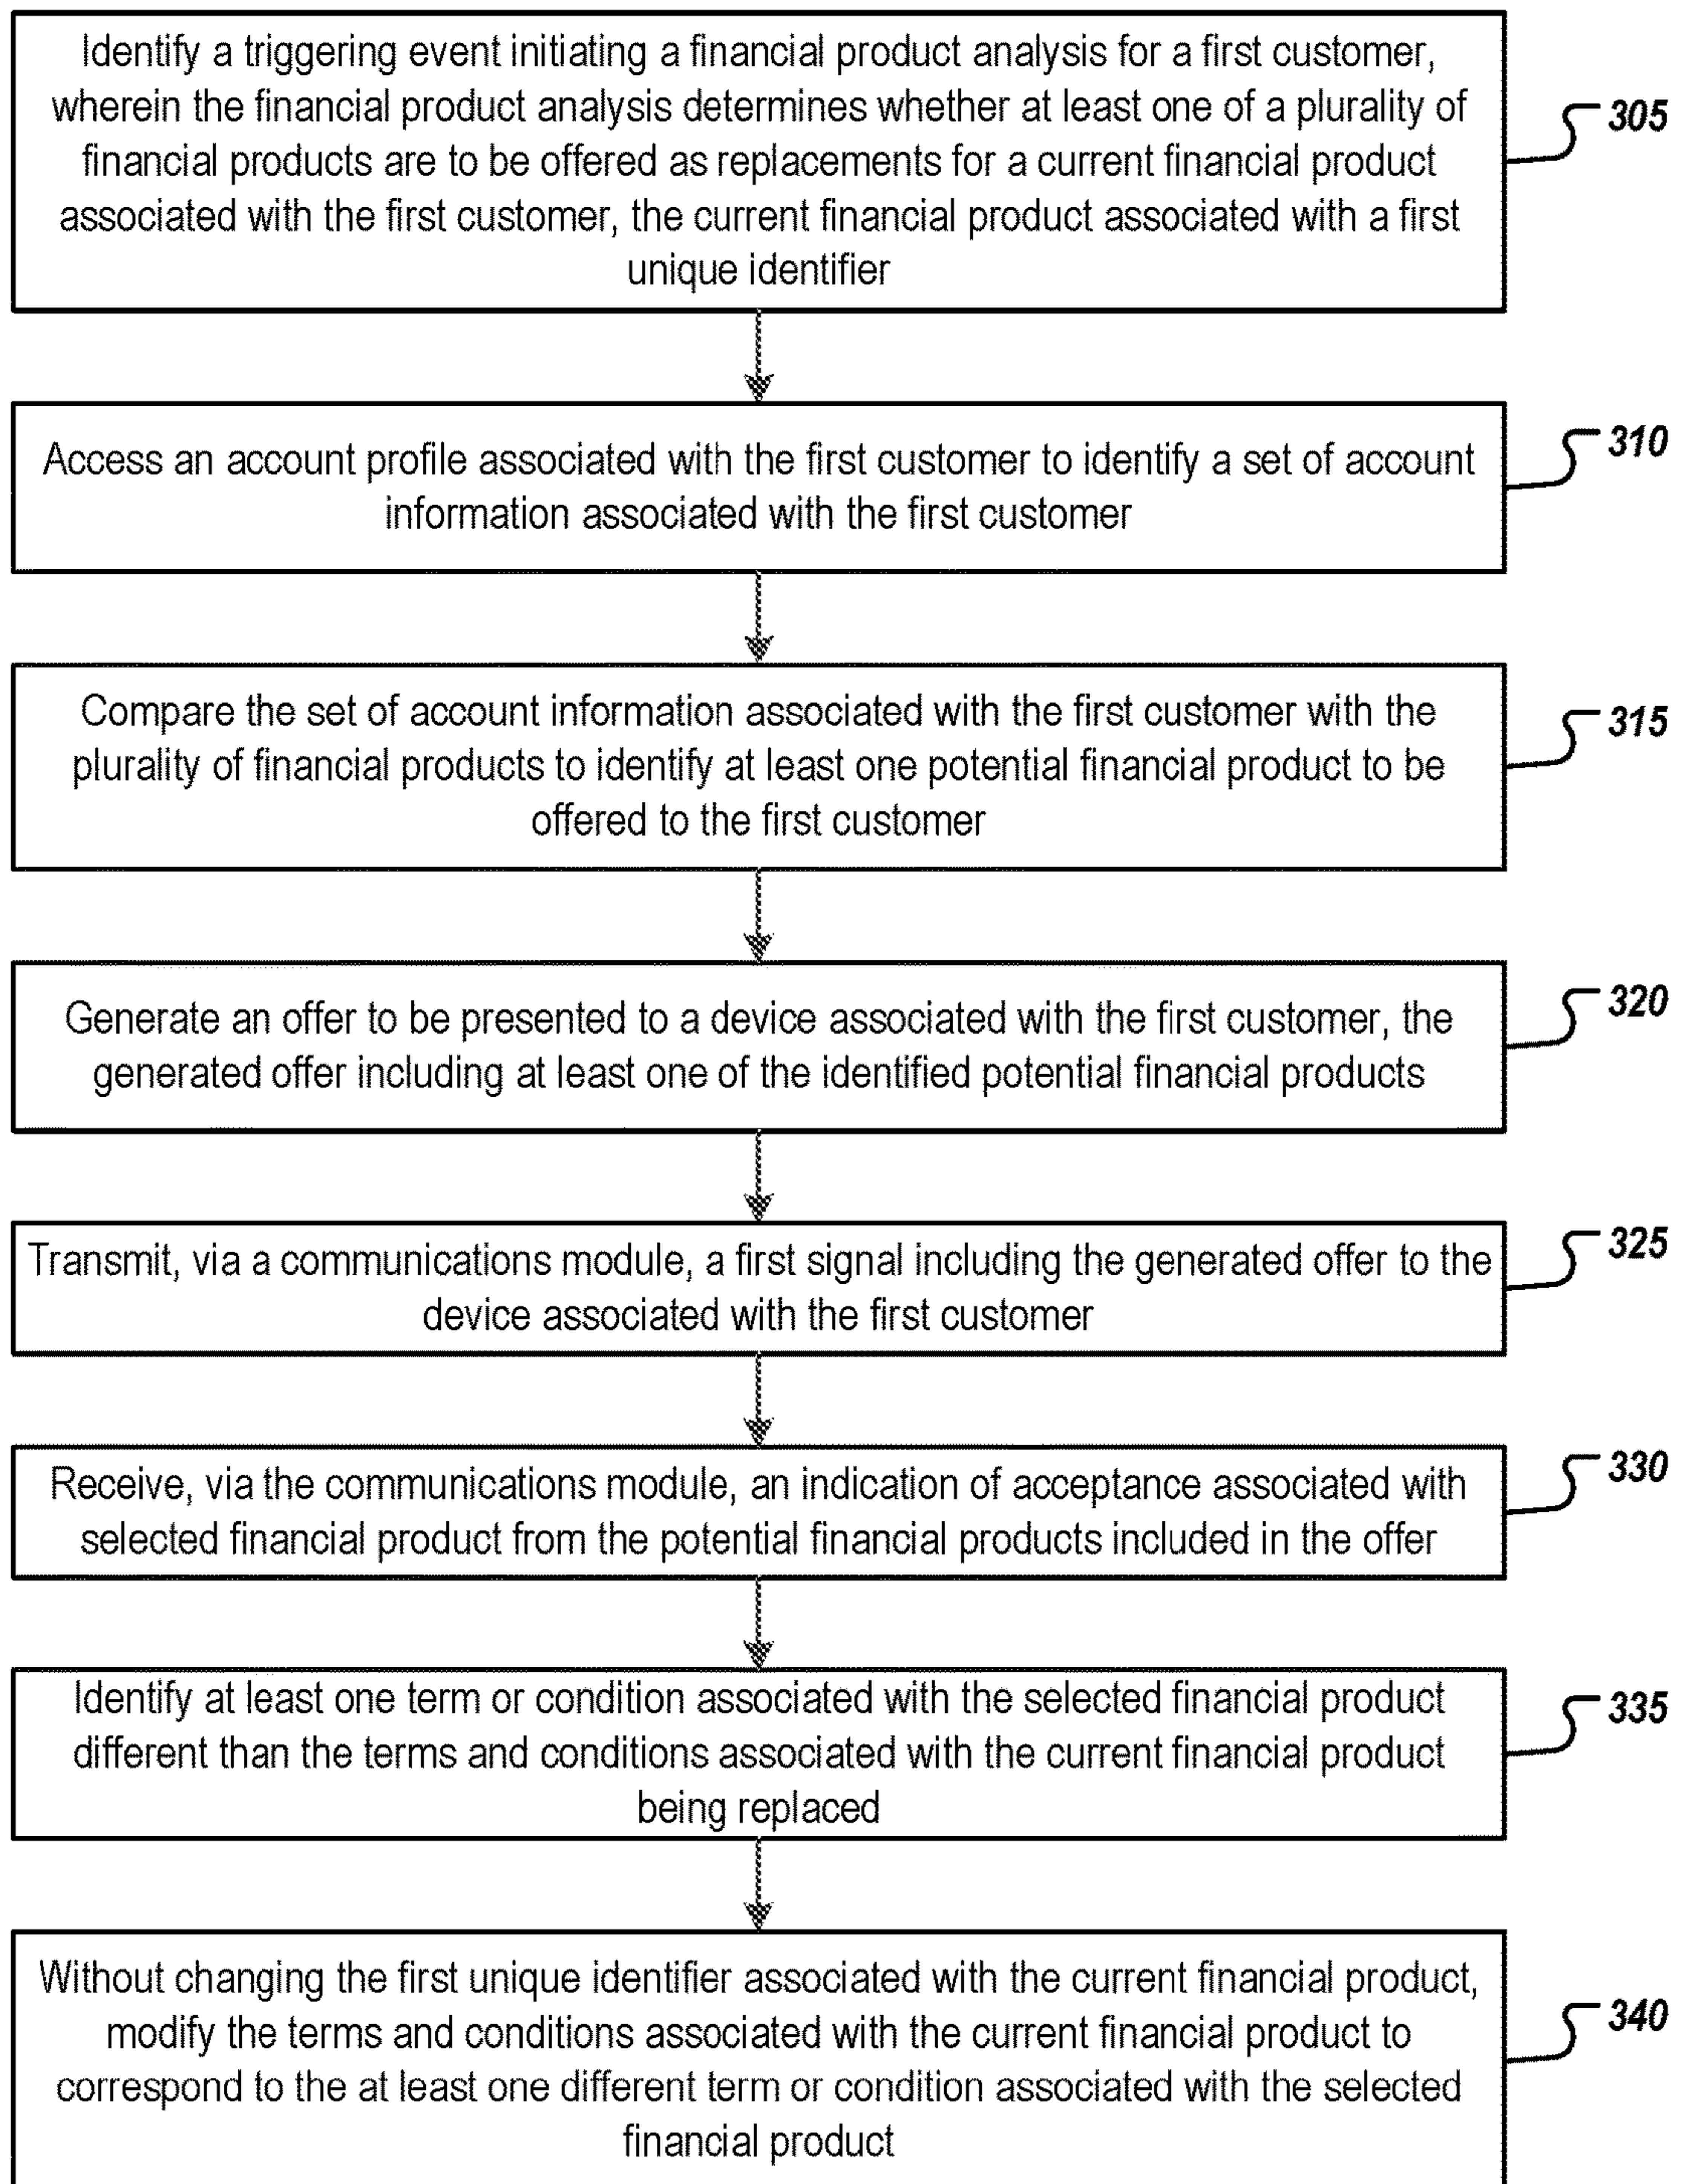 Identify a triggering event initiating a financial product analysis for a first customer,
wherein the financial product analysis determines whether at least one of a plurality of
financial products are to be offered as replacements for a current financial product
associated with the first customer, the current financial product associated with a first
unique identifier
305
Access an account profile associated with the first customer to identify a set of account
information associated with the first customer
310
Compare the set of account information associated with the first customer with the
plurality of financial products to identify at least one potential financial product to be
offered to the first customer
315
Generate an offer to be presented to a device associated with the first customer, the
generated offer including at least one of the identified potential financial products
320
Transmit, via a communications module, a first signal including the generated offer to the
device associated with the first customer
325
Receive, via the communications module, an indication of acceptance associated with
selected financial product from the potential financial products included in the offer
330
Identify at least one term or condition associated with the selected financial product
different than the terms and conditions associated with the current financial product
being replaced
335
Without changing the first unique identifier associated with the current financial product,
modify the terms and conditions associated with the current financial product to
correspond to the at least one different term or condition associated with the selected
financial product
340